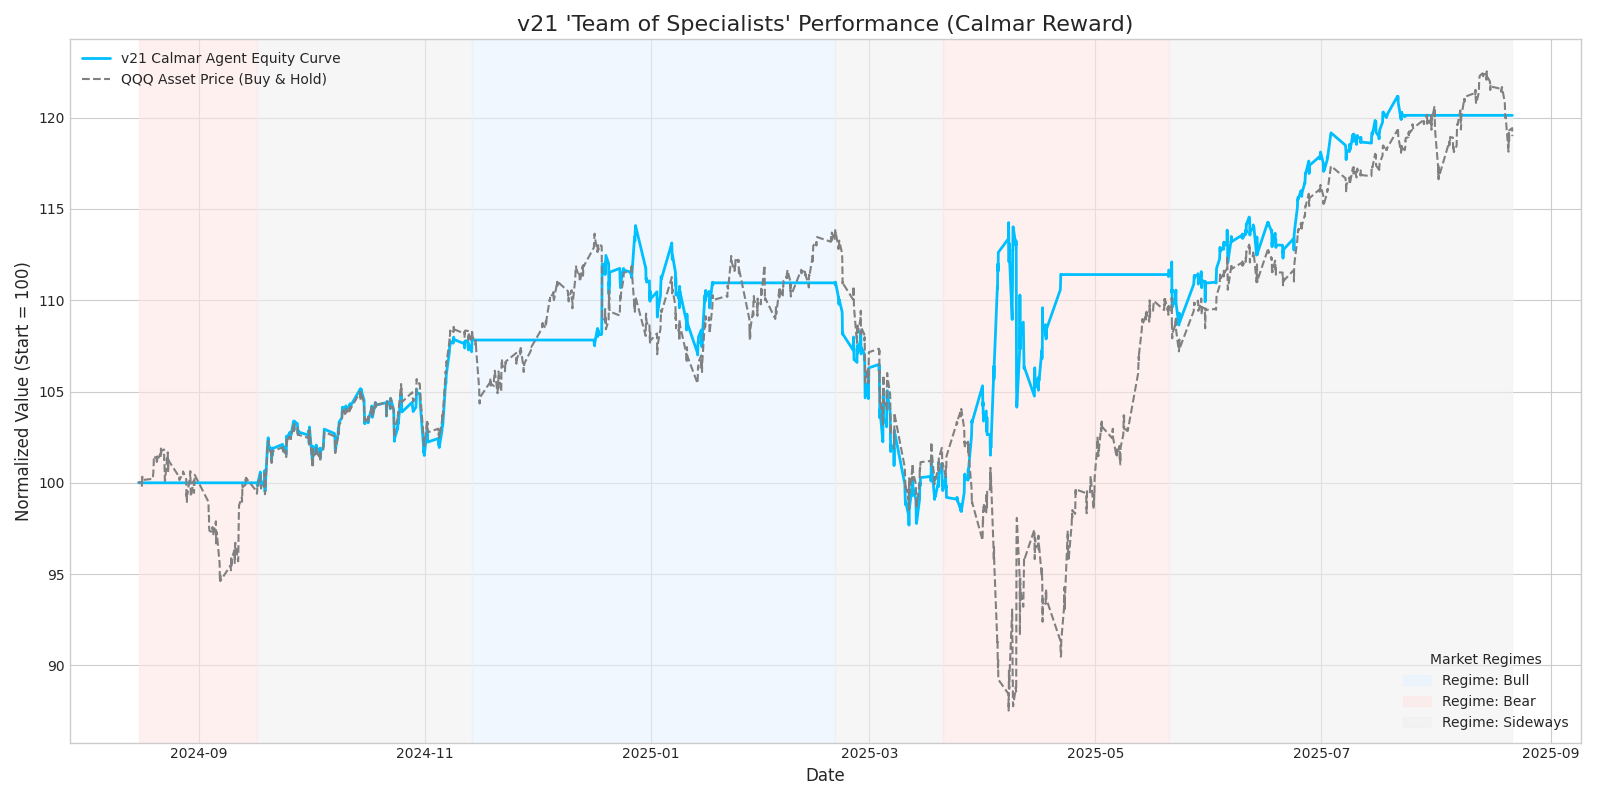 v21 'Team of Specialists' Performance (Calmar Reward)
v21 Calmar Agent Equity Curve
QQQ Asset Price (Buy & Hold)
Normalized Value (Start = 100)
120
115
110
105
100
95
90
Market Regimes
Regime: Bull
Regime: Bear
Regime: Sideways
2024-09
2024-11
2025-01
2025-03
2025-05
2025-07
2025-09
Date